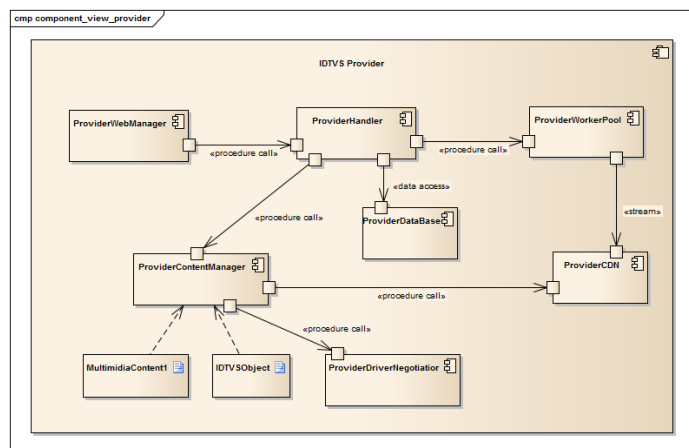 cmp component_view_provider
IDTVS Provider
ProviderWebManager
ProviderHandler
ProviderWorkerPool
«procedure call»
«procedure call»
«data access»
«procedure call»
ProviderDataBase
«stream»
ProviderContentManager
ProviderCDN
«procedure call»
«procedure call»
MultimidiaContent1
IDTVSObject
ProviderDriverNegotiatior